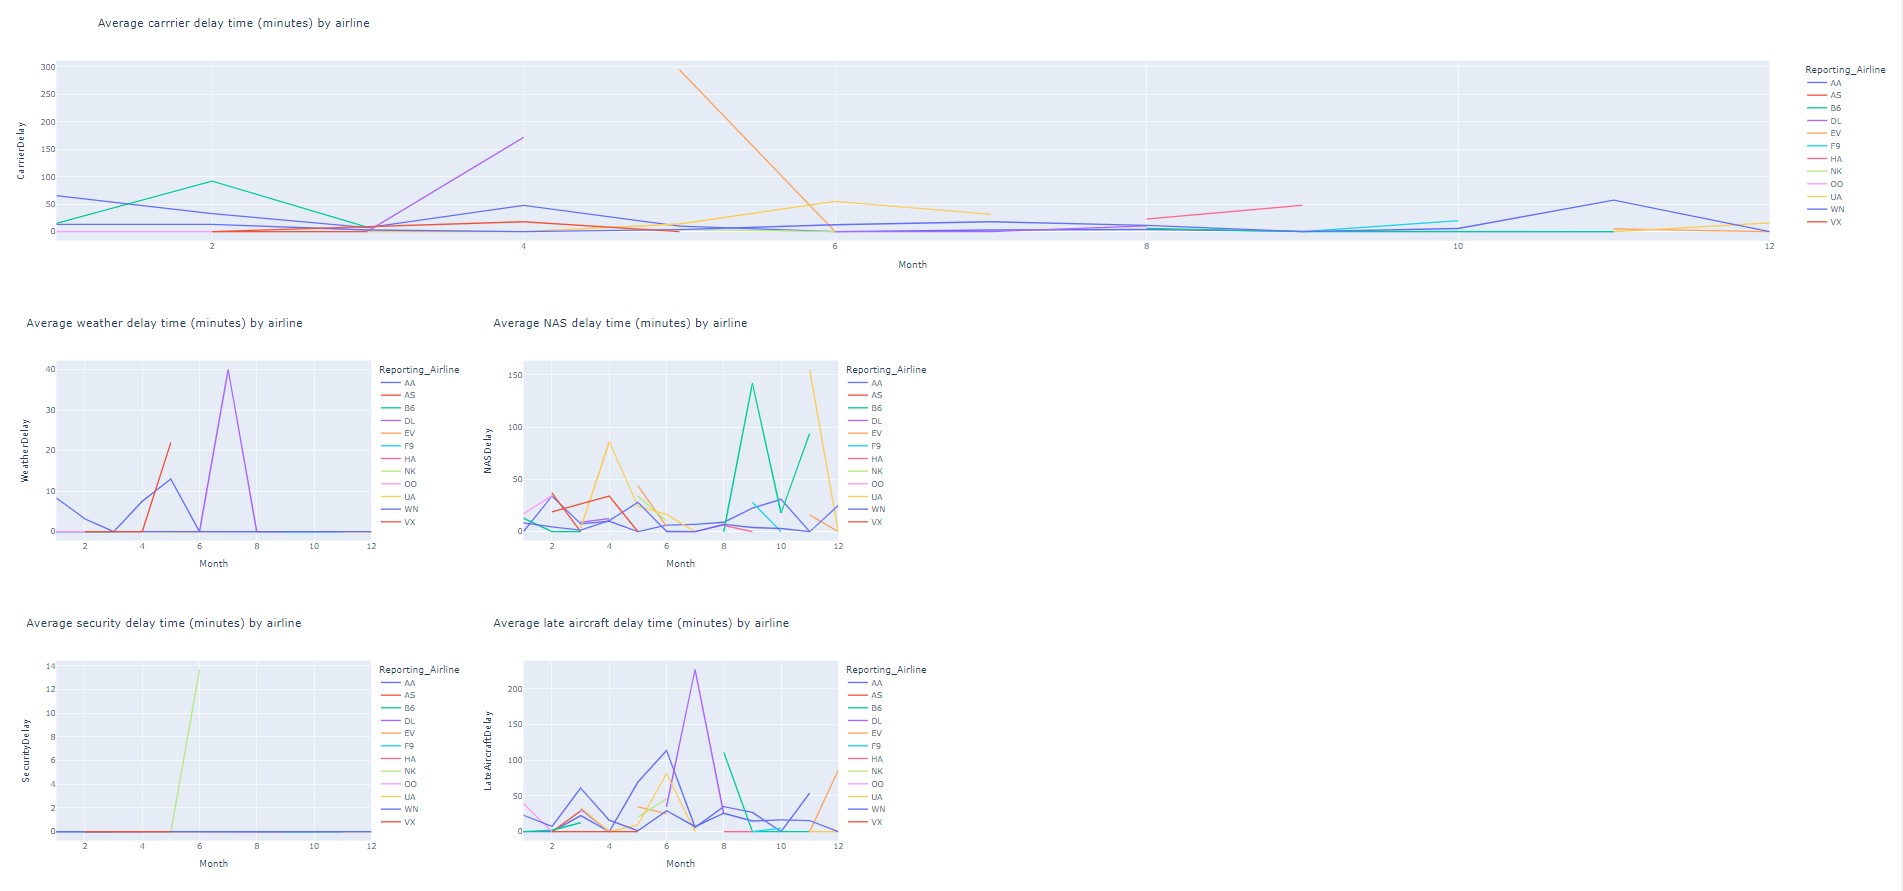 Average carrrier delay time (minutes) by airline
CarrierDelay
300
250
200
150
100
50
0
2
4
6
8
10
12
Month
Reporting_Airline
AA
AS
B6
DL
EV
F9
HA
NK
OO
UA
WN
VX
Average weather delay time (minutes) by airline
WeatherDelay
40
30
20
10
0
2
4
6
8
10
12
Month
Reporting_Airline
AA
AS
B6
DL
EV
F9
HA
NK
OO
UA
WN
VX
Average NAS delay time (minutes) by airline
NASDelay
150
100
50
0
2
4
6
8
10
12
Month
Reporting_Airline
AA
AS
B6
DL
EV
F9
HA
NK
OO
UA
WN
VX
Average security delay time (minutes) by airline
SecurityDelay
14
12
10
8
6
4
2
0
2
4
6
8
10
12
Month
Reporting_Airline
AA
AS
B6
DL
EV
F9
HA
NK
OO
UA
WN
VX
Average late aircraft delay time (minutes) by airline
LateAircraftDelay
200
150
100
50
0
2
4
6
8
10
12
Month
Reporting_Airline
AA
AS
B6
DL
EV
F9
HA
NK
OO
UA
WN
VX